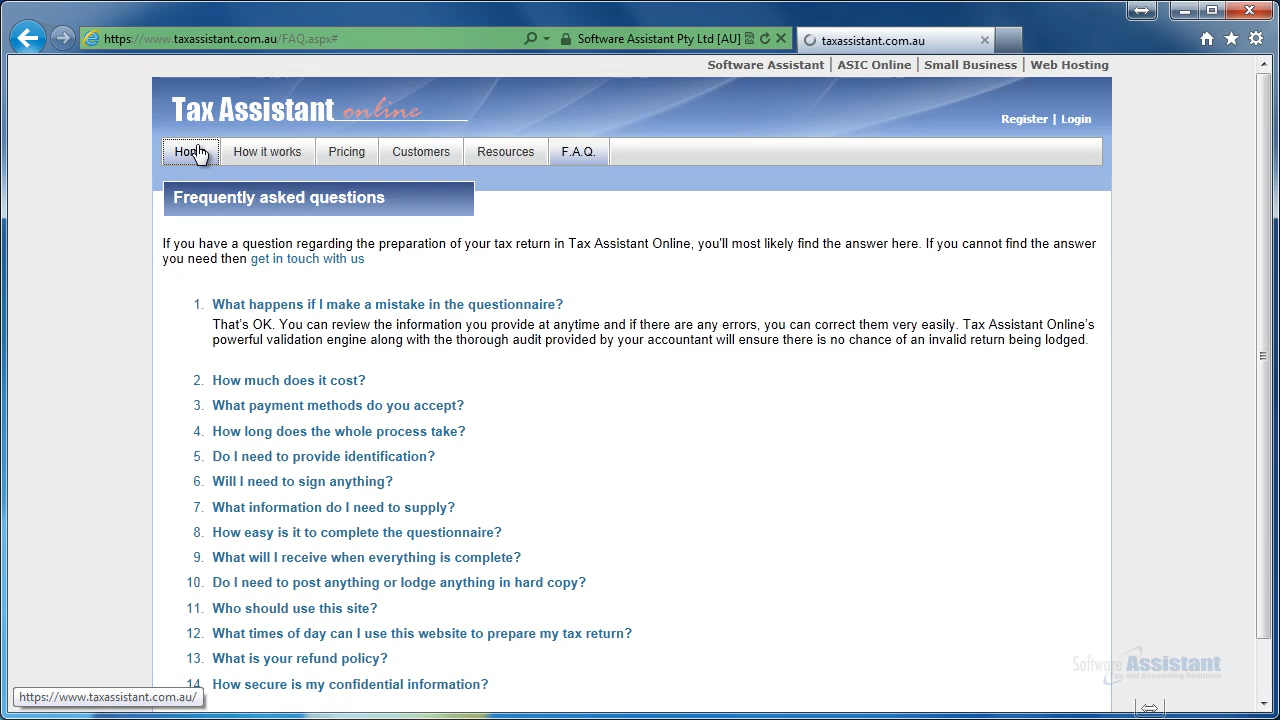 https://www.taxassistant.com.au/FAQ.aspx#
Software Assistant Pty Ltd [AU]
taxassistant.com.au
Software Assistant | ASIC Online | Small Business | Web Hosting
Tax Assistant online
Register | Login
Home How it works Pricing Customers Resources F.A.Q.
Frequently asked questions
If you have a question regarding the preparation of your tax return in Tax Assistant Online, you'll most likely find the answer here. If you cannot find the answer
you need then get in touch with us
1. What happens if I make a mistake in the questionnaire?
That's OK. You can review the information you provide at anytime and if there are any errors, you can correct them very easily. Tax Assistant Online's
powerful validation engine along with the thorough audit provided by your accountant will ensure there is no chance of an invalid return being lodged.
2. How much does it cost?
3. What payment methods do you accept?
4. How long does the whole process take?
5. Do I need to provide identification?
6. Will I need to sign anything?
7. What information do I need to supply?
8. How easy is it to complete the questionnaire?
9. What will I receive when everything is complete?
10. Do I need to post anything or lodge anything in hard copy?
11. Who should use this site?
12. What times of day can I use this website to prepare my tax return?
13. What is your refund policy?
14. How secure is my confidential information?
Software Assistant
Tax and Accounting Solutions
https://www.taxassistant.com.au/